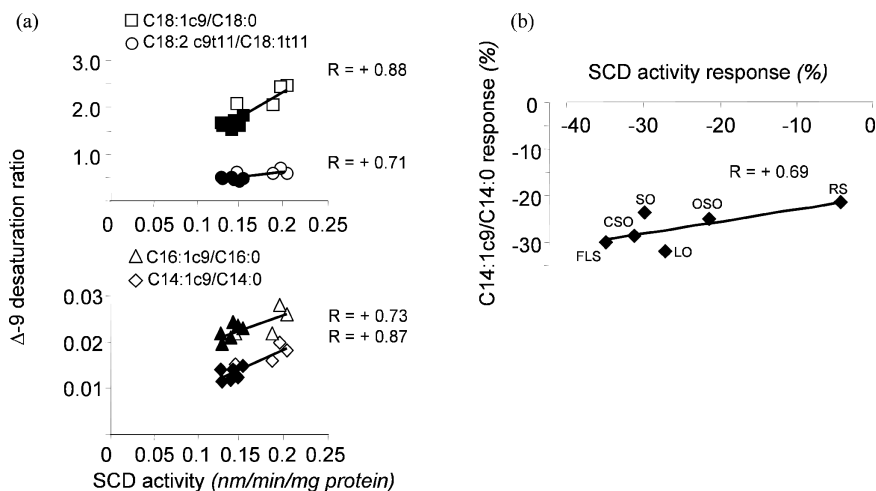 (a)
C18:1c9/C18:0
C18:2 c9t11/C18:1t11
3.0
2.0
1.0
R = + 0.88
R = + 0.71
0 0.05 0.1 0.15 0.2 0.25
Δ-9 desaturation ratio
C16:1c9/C16:0
C14:1c9/C14:0
0.03
0.02
0.01
R = + 0.73
R = + 0.87
0 0.05 0.1 0.15 0.2 0.25
SCD activity (nm/min/mg protein)
(b)
SCD activity response (%)
-40 -30 -20 -10 0
0
-10
-20
-30
C14:1c9/C14:0 response (%)
R = + 0.69
RS
SO
OSO
CSO
FLS
LO